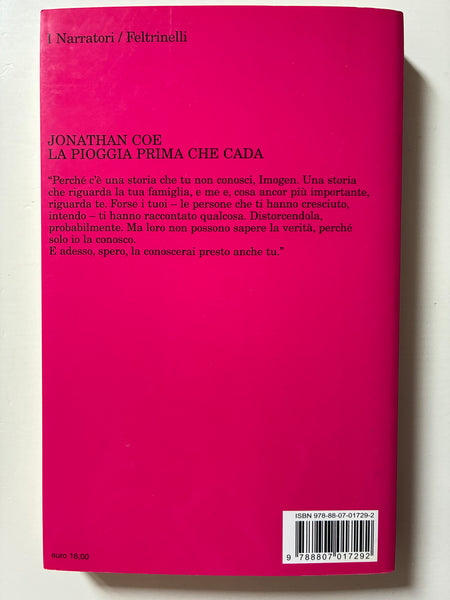 I Narratori / Feltrinelli
JONATHAN COE
LA PIOGGIA PRIMA CHE CADA
“Perché c’è una storia che tu non conosci, Imogen. Una storia
che riguarda la tua famiglia, e me e, cosa ancor più importante,
riguarda te. Forse i tuoi – le persone che ti hanno cresciuto,
intendo – ti hanno raccontato qualcosa. Distorcendola,
probabilmente. Ma loro non possono sapere la verità, perché
solo io la conosco.
E adesso, spero, la conoscerai presto anche tu.”
ISBN 978-88-07-01729-2
9 788807 017292
euro 16,00